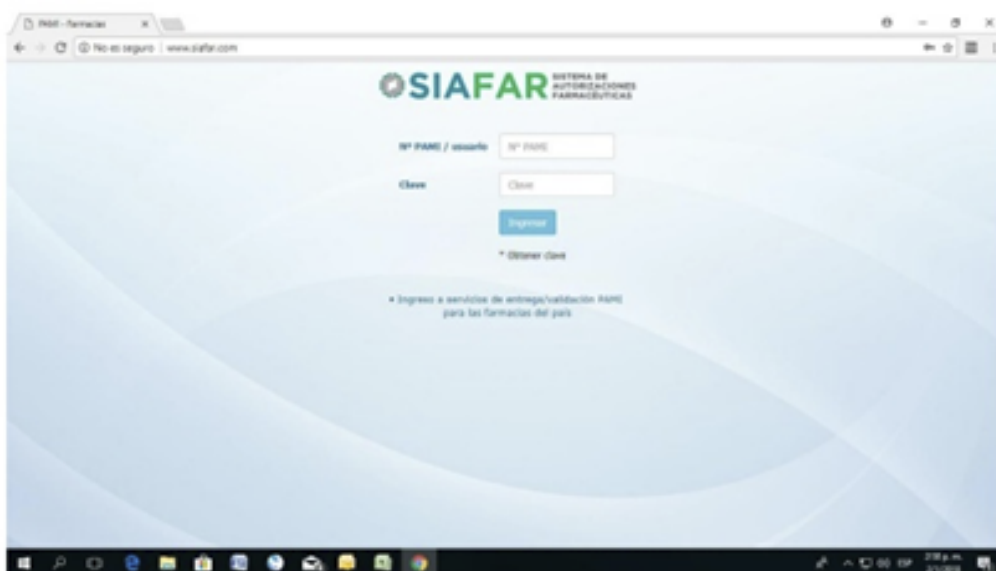 PAMI - Farmacias
No es seguro | www.siafar.com
SIAFAR SISTEMA DE
AUTORIZACIONES
FARMACÉUTICAS
Nº PAMI / usuario
Nº PAMI
Clave
Clave
Ingresar
* Obtener clave
• Ingreso a servicios de entrega/validación PAMI
para las farmacias del país
ESP